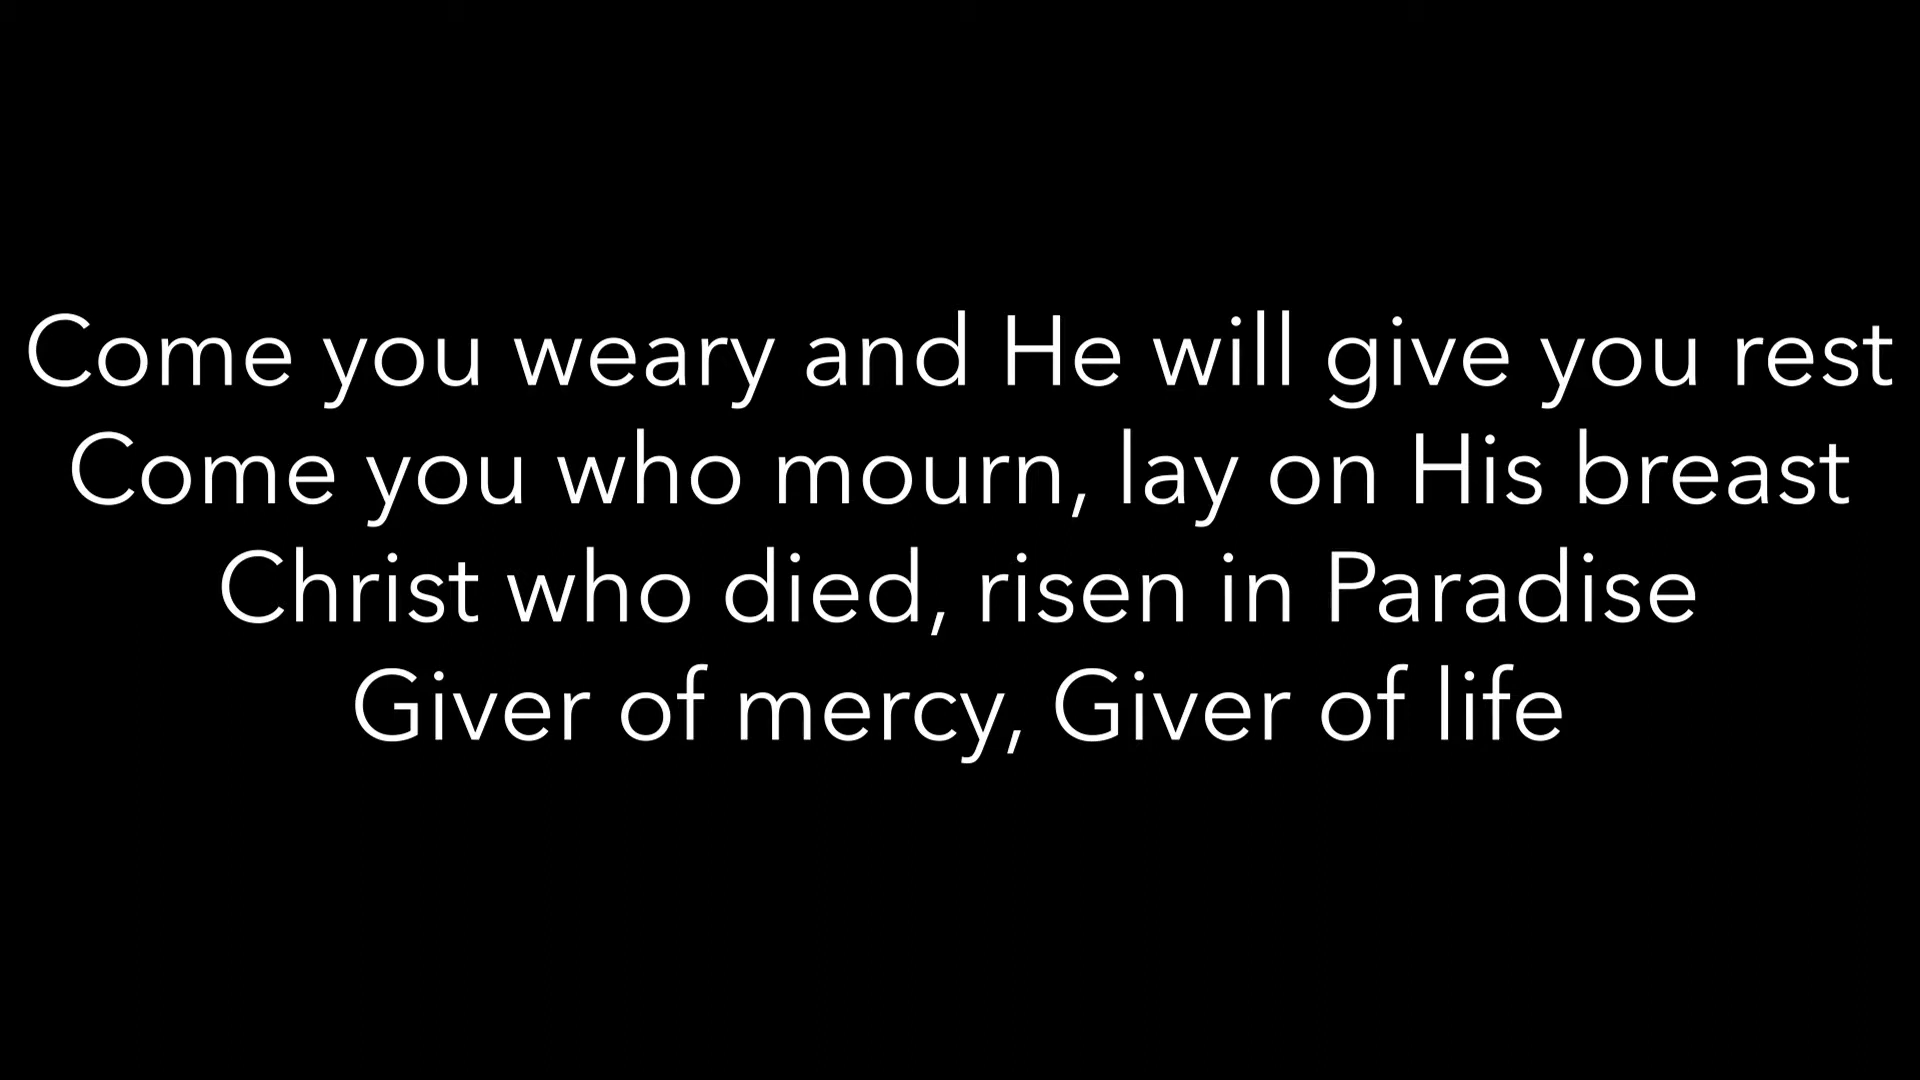 Come you weary and He will give you rest
Come you who mourn, lay on His breast
Christ who died, risen in Paradise
Giver of mercy, Giver of life